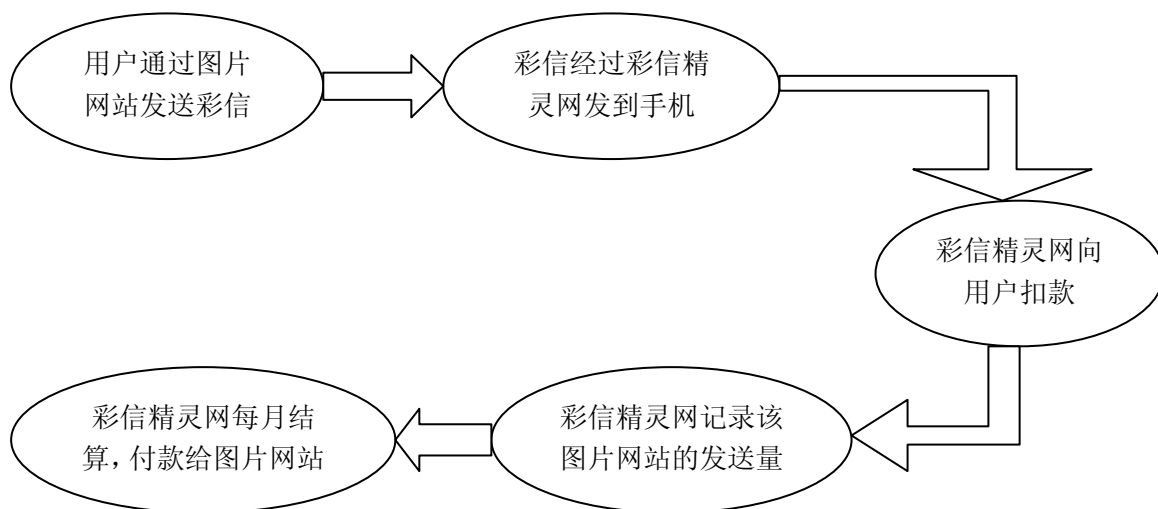 用户通过图片
网站发送彩信
彩信经过彩信精
灵网发到手机
彩信精灵网向
用户扣款
彩信精灵网记录该
图片网站的发送量
彩信精灵网每月结
算，付款给图片网站